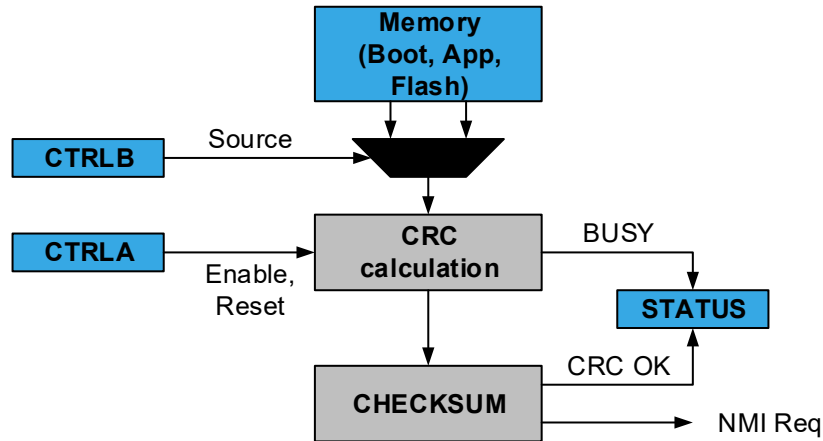 Memory
(Boot, App,
Flash)
Source
CTRLB
CRC
calculation
BUSY
CTRLA
Enable,
Reset
STATUS
CRC OK
CHECKSUM
NMI Req